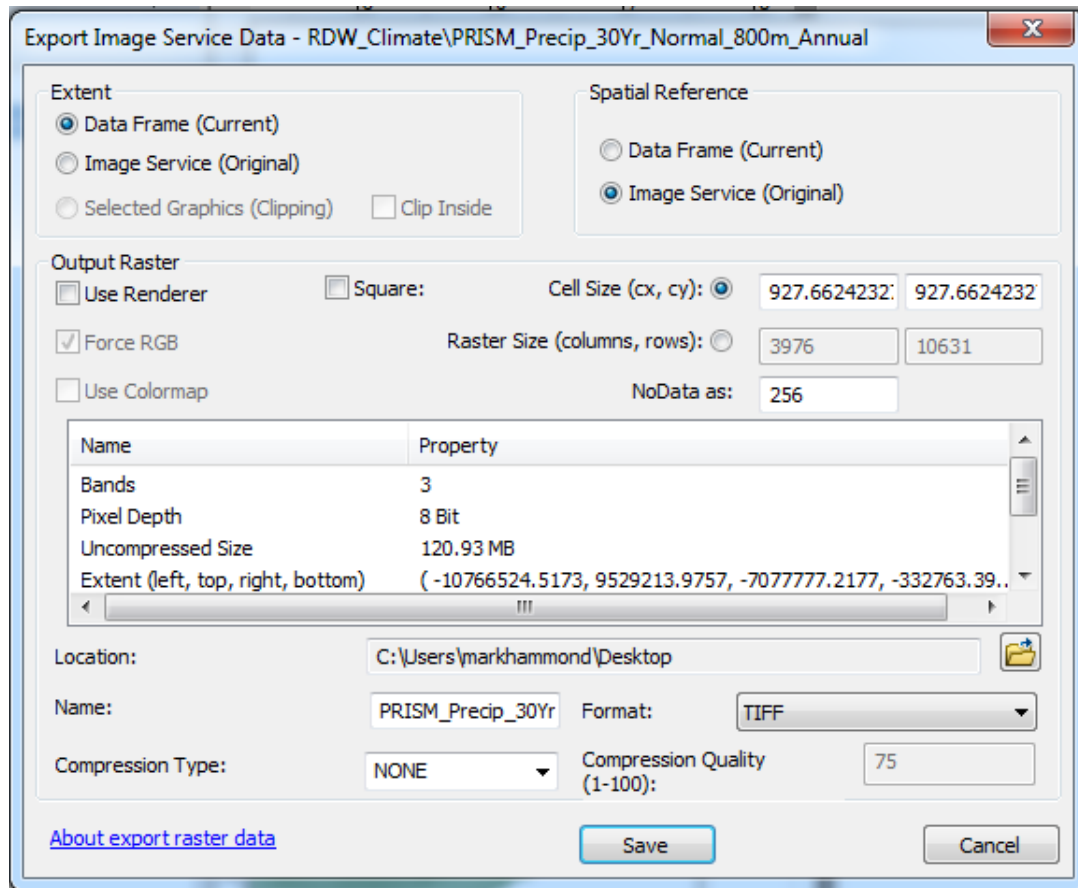 Export Image Service Data - RDW_Climate\PRISM_Precip_30Yr_Normal_800m_Annual
Extent
Data Frame (Current)
Image Service (Original)
Selected Graphics (Clipping) Clip Inside
Spatial Reference
Data Frame (Current)
Image Service (Original)
Output Raster
Use Renderer Square: Cell Size (cx, cy): 927.6624232 927.6624232
Force RGB Raster Size (columns, rows): 3976 10631
Use Colormap NoData as: 256
Name Property
Bands 3
Pixel Depth 8 Bit
Uncompressed Size 120.93 MB
Extent (left, top, right, bottom) ( -10766524.5173, 9529213.9757, -7077777.2177, -332763.39...
Location: C:\Users\markhammond\Desktop
Name: PRISM_Precip_30Yr Format: TIFF
Compression Type: NONE Compression Quality (1-100): 75
About export raster data Save Cancel